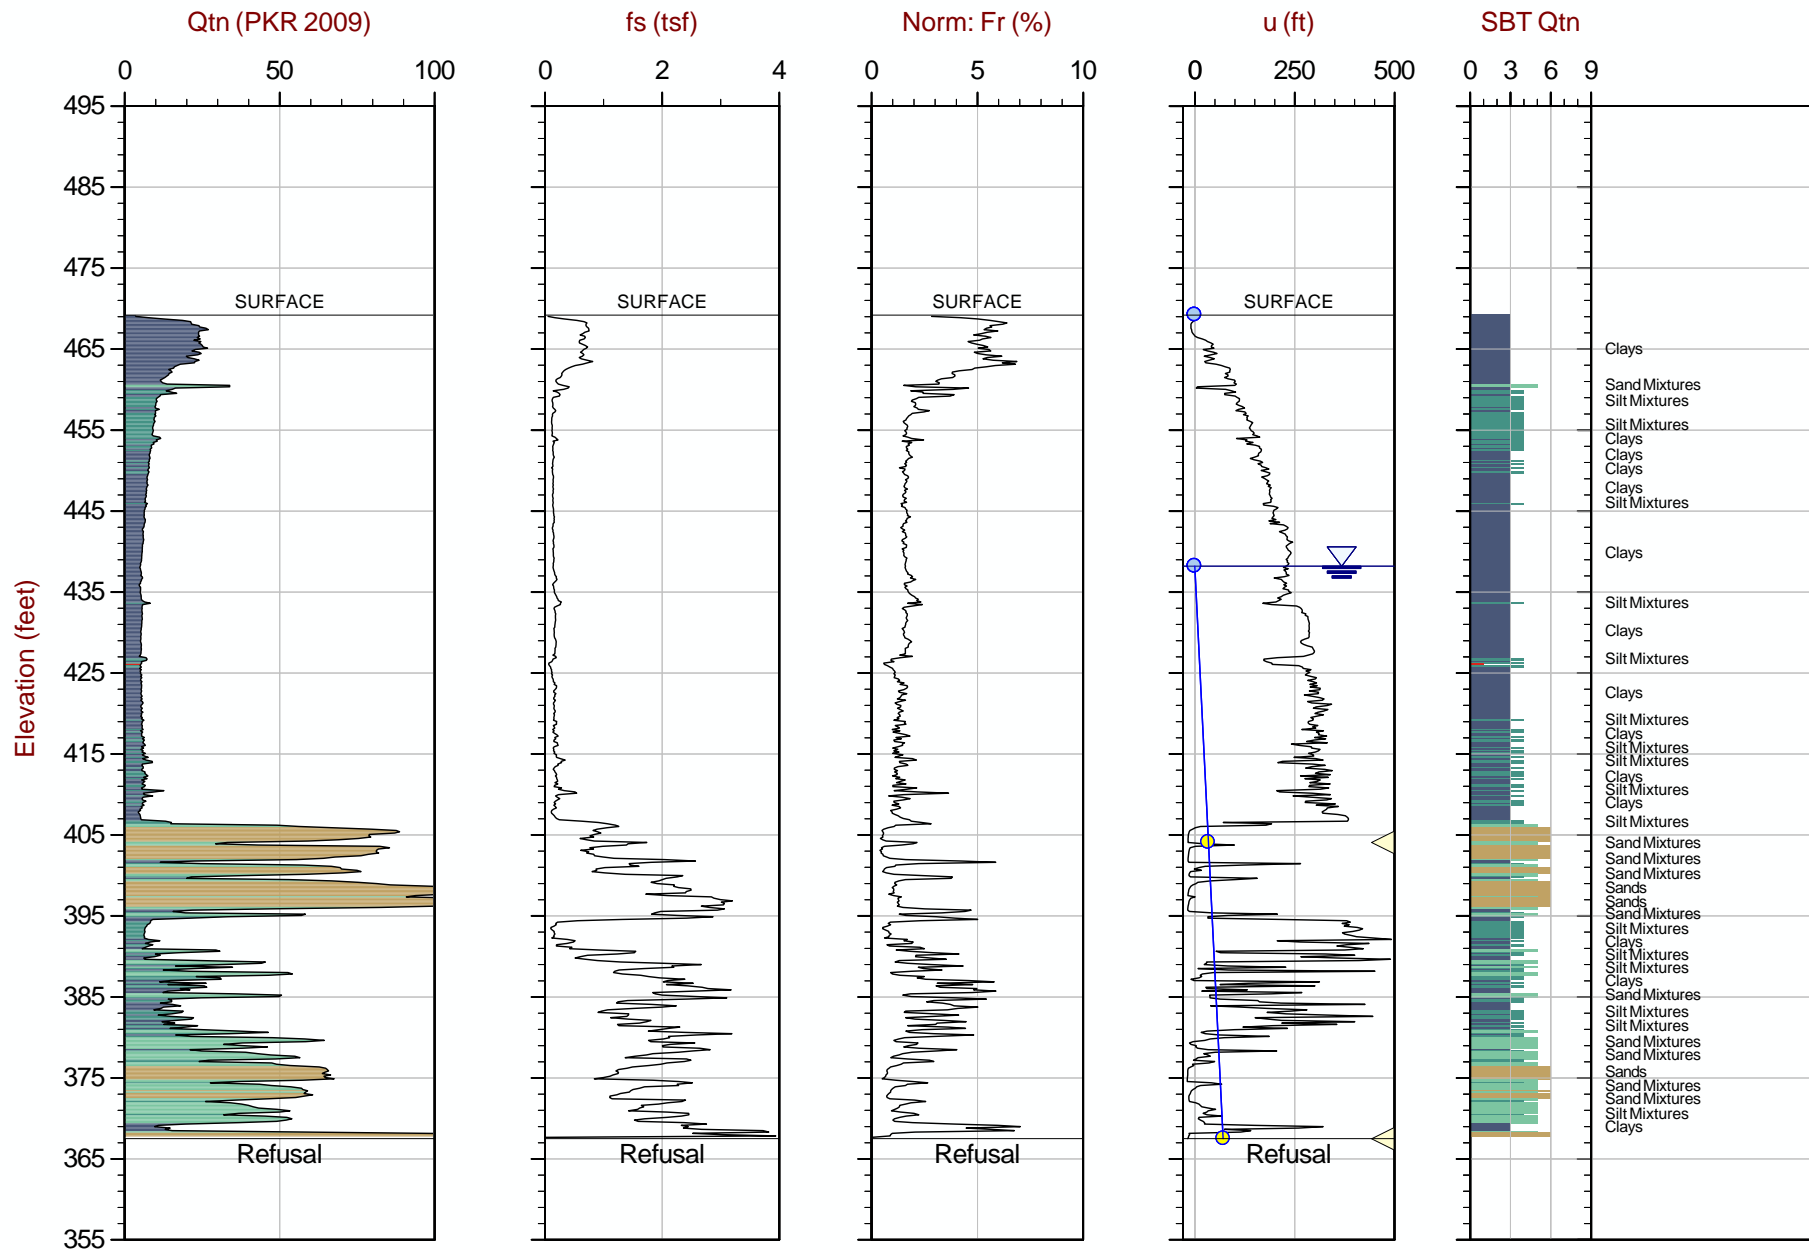 Qtn (PKR 2009) fs (tsf) Norm: Fr (%) u (ft) SBT Qtn
0 50 100 0 2 4 0 5 10 0 250 500 0 3 6 9
495
485
475
SURFACE SURFACE SURFACE SURFACE
465 Clays
Sand Mixtures
Silt Mixtures
455 Silt Mixtures
Clays
Clays
Clays
Clays
445 Silt Mixtures
Clays
435 Silt Mixtures
Clays
Silt Mixtures
425
Clays
Silt Mixtures
Clays
415 Silt Mixtures
Silt Mixtures
Clays
Silt Mixtures
Clays
Silt Mixtures
405 Sand Mixtures
Sand Mixtures
Sand Mixtures
Sands
Sands
395 Sand Mixtures
Silt Mixtures
Clays
Silt Mixtures
Silt Mixtures
Clays
385 Sand Mixtures
Silt Mixtures
Silt Mixtures
Sand Mixtures
Sand Mixtures
375 Sands
Sand Mixtures
Sand Mixtures
Silt Mixtures
Clays
365 Refusal Refusal Refusal Refusal
355
Elevation (feet)